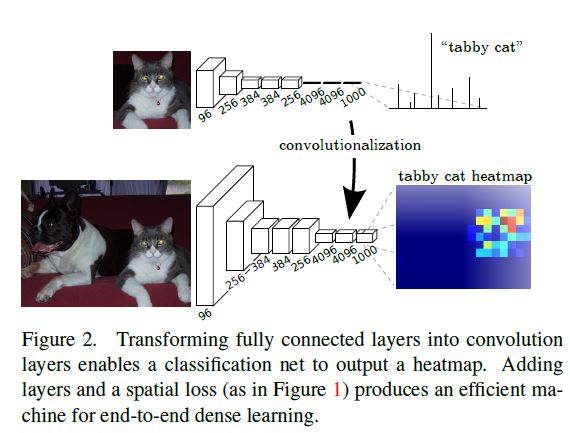 "tabby cat"
96
256
384
384
256
4096
4096
1000
convolutionalization
tabby cat heatmap
96
256
384
384
256
4096
4096
1000
Figure 2. Transforming fully connected layers into convolution
layers enables a classification net to output a heatmap. Adding
layers and a spatial loss (as in Figure 1) produces an efficient ma-
chine for end-to-end dense learning.